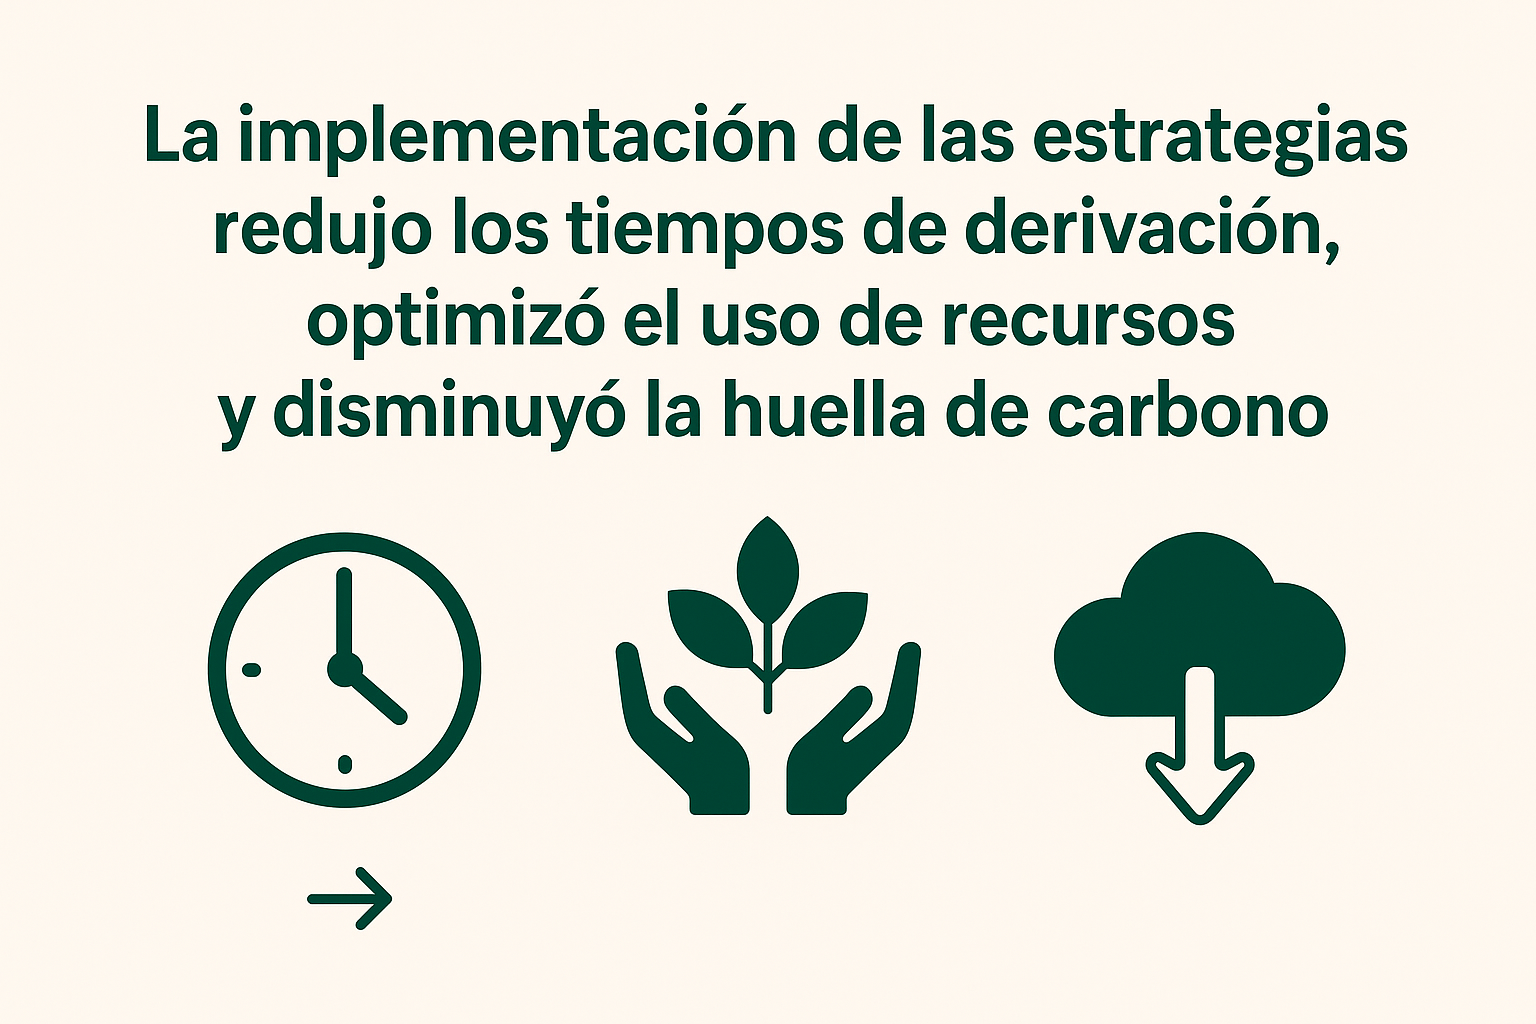 La implementación de las estrategias
redujo los tiempos de derivación,
optimizó el uso de recursos
y disminuyó la huella de carbono